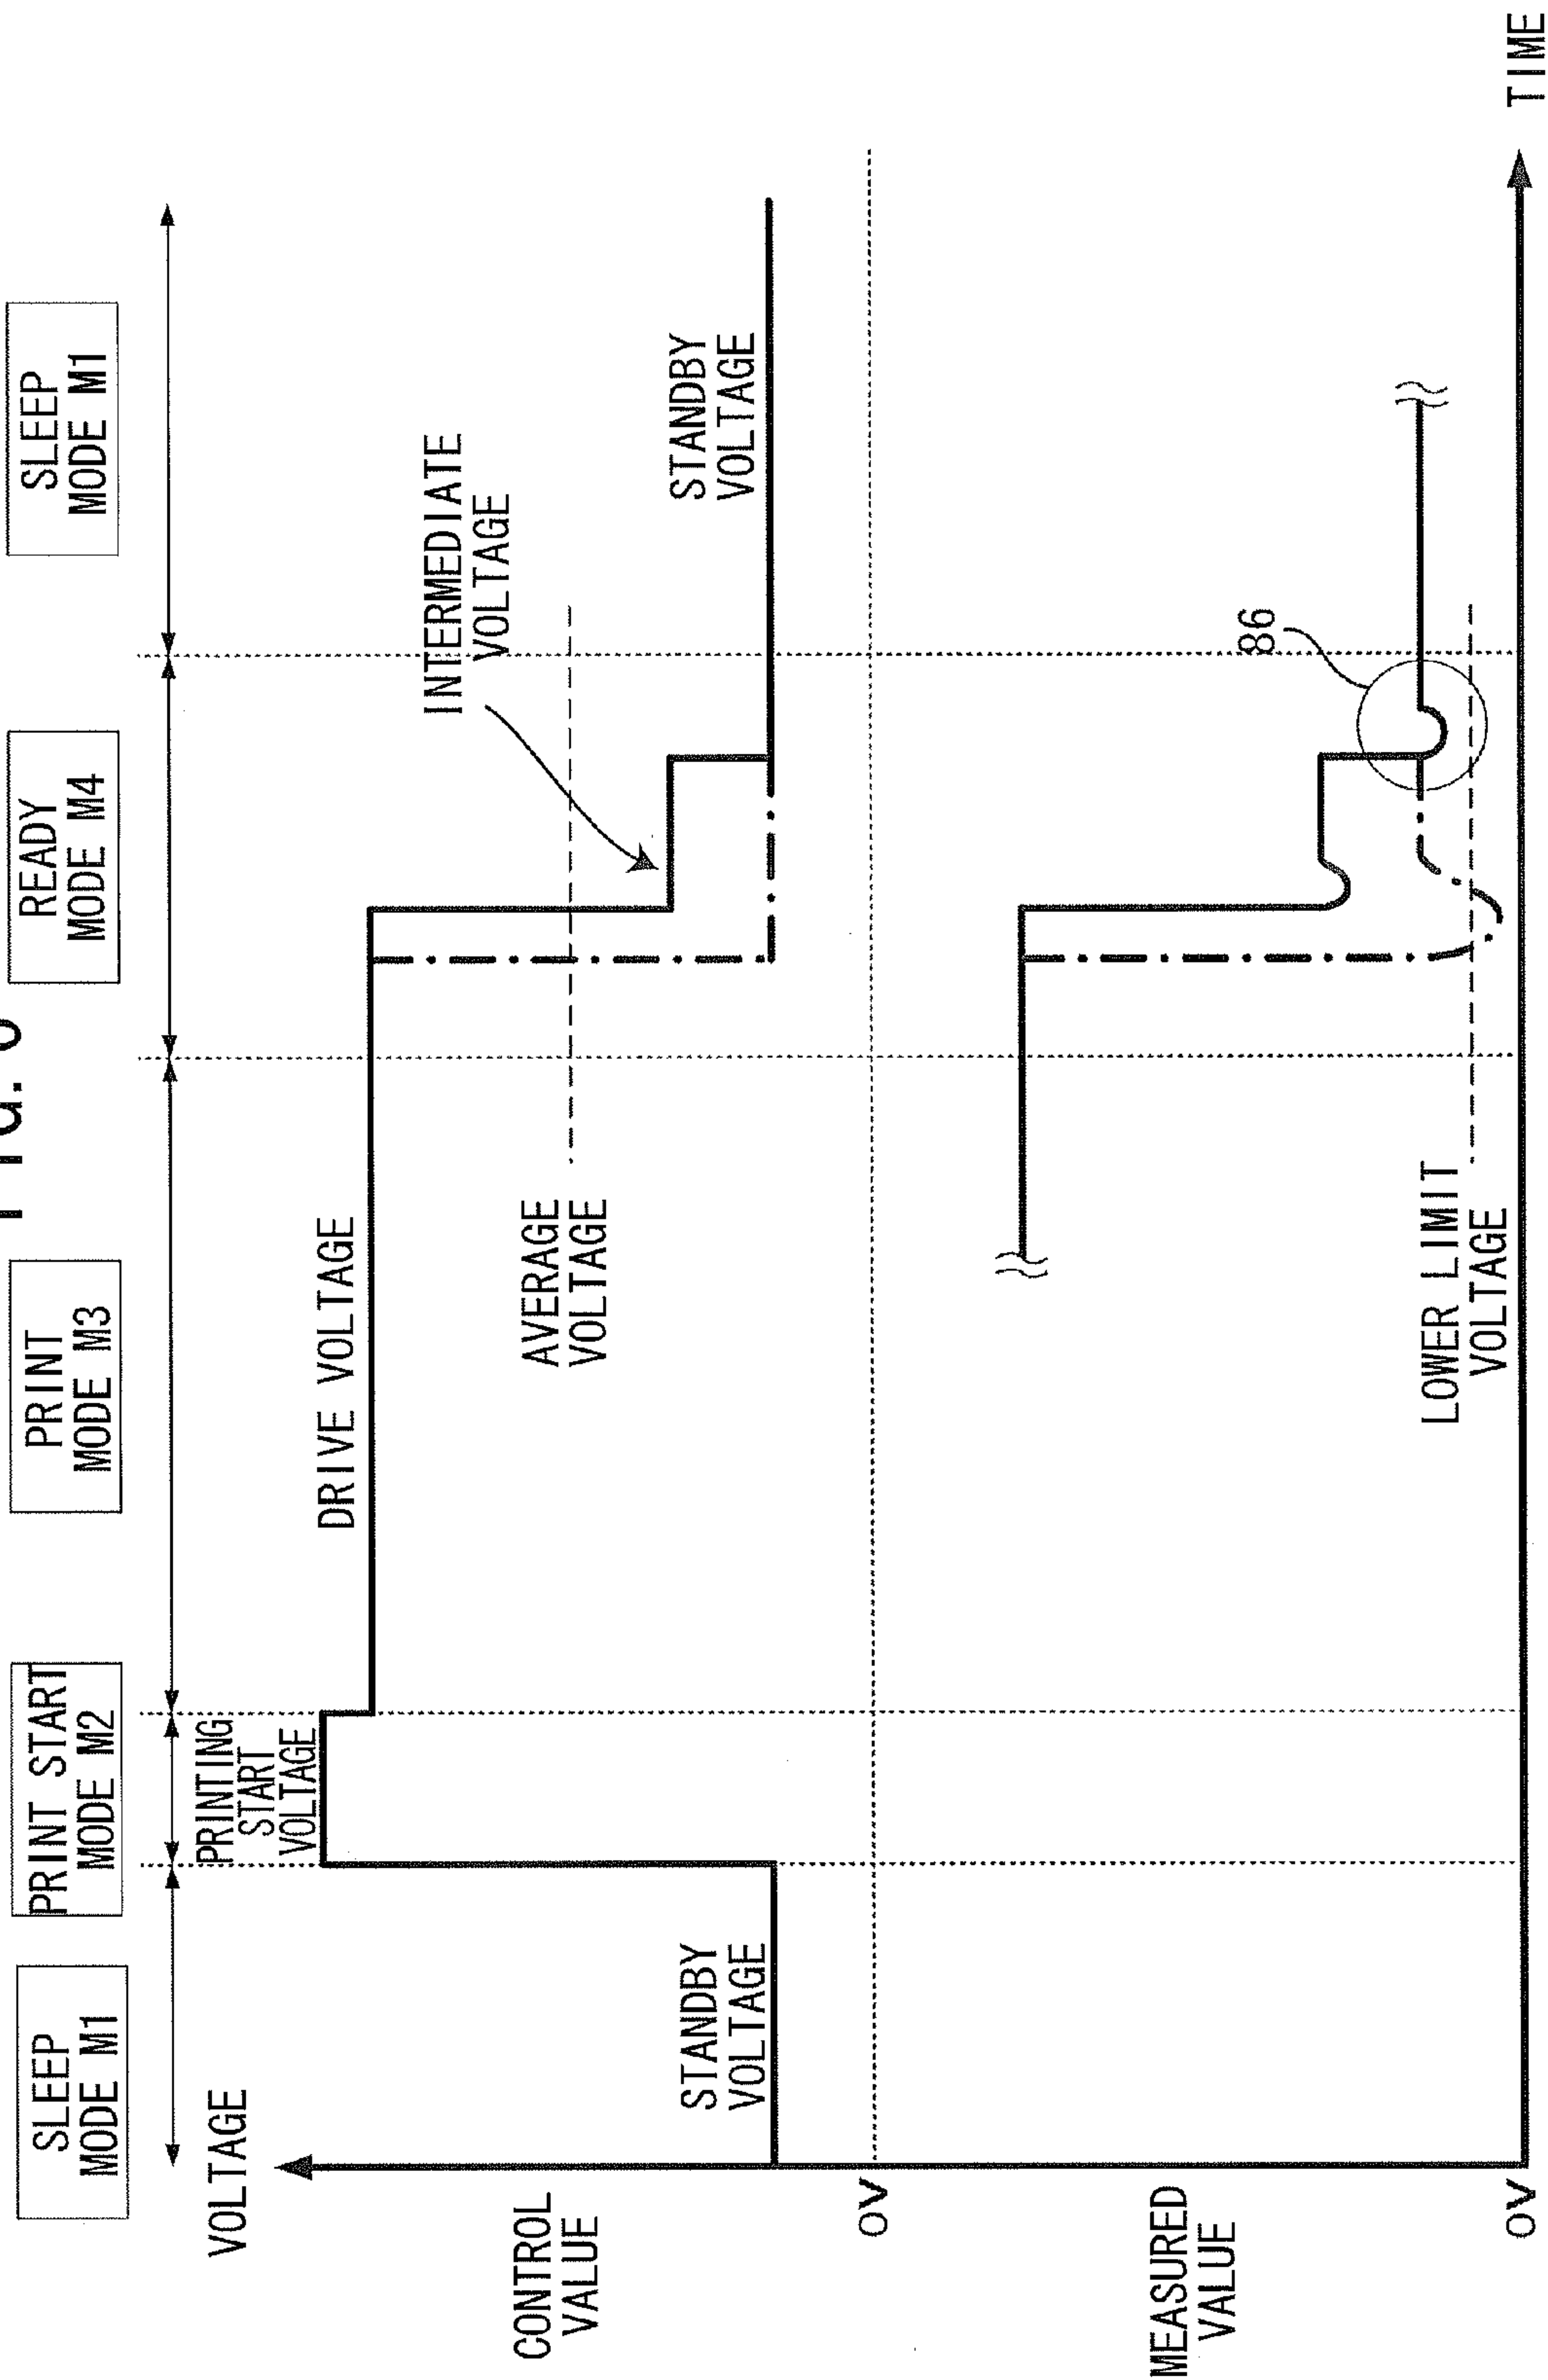 SLEEP
MODE M1
PRINT START
MODE M2
PRINT
MODE M3
READY
MODE M4
SLEEP
MODE M1
VOLTAGE
PRINTING
START
VOLTAGE
DRIVE VOLTAGE
INTERMEDIATE
VOLTAGE
CONTROL
VALUE
AVERAGE
VOLTAGE
STANDBY
VOLTAGE
STANDBY
VOLTAGE
0V
MEASURED
VALUE
86
LOWER LIMIT
VOLTAGE
0V
TIME